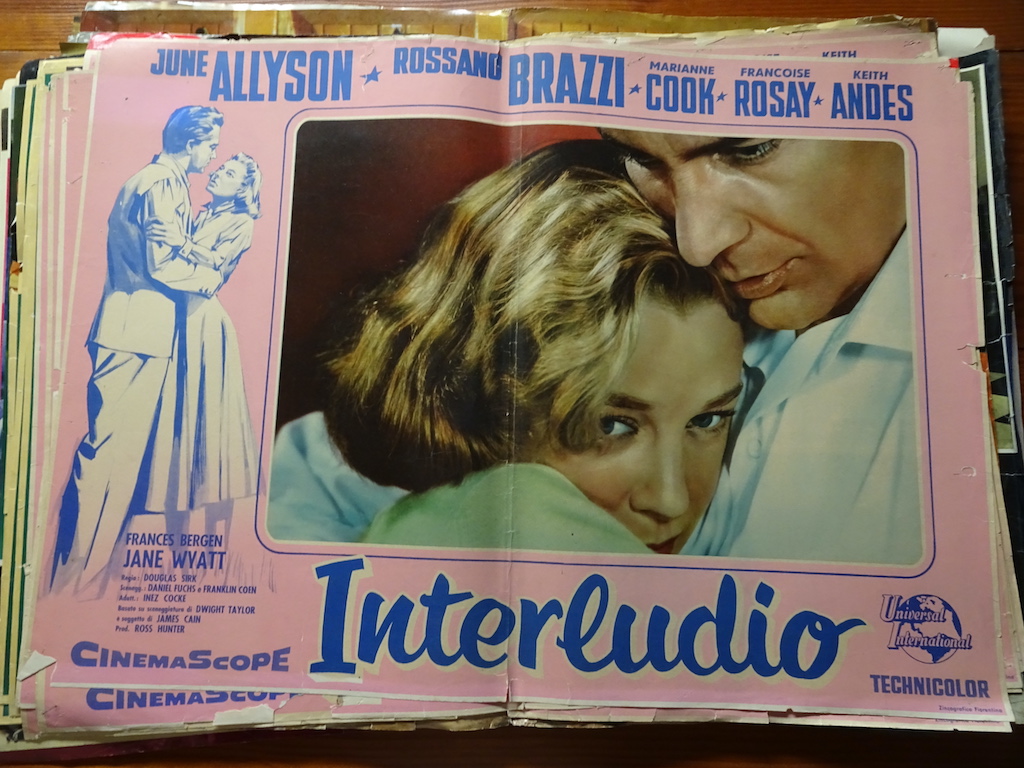 JUNE ALLYSON ★ ROSSANO BRAZZI ★ MARIANNE COOK ★ FRANCOISE ROSAY ★ KEITH ANDES
KEITH
FRANCES BERGEN
JANE WYATT
Regia: DOUGLAS SIRK
Scenegg.: DANIEL FUCHS e FRANKLIN COEN
Adatt.: INEZ COCKE
Basato su sceneggiatura di DWIGHT TAYLOR
e soggetto di JAMES CAIN
Prod. ROSS HUNTER
CINEMASCOPE
Interludio
Universal
International
TECHNICOLOR
CINEMASCOPE